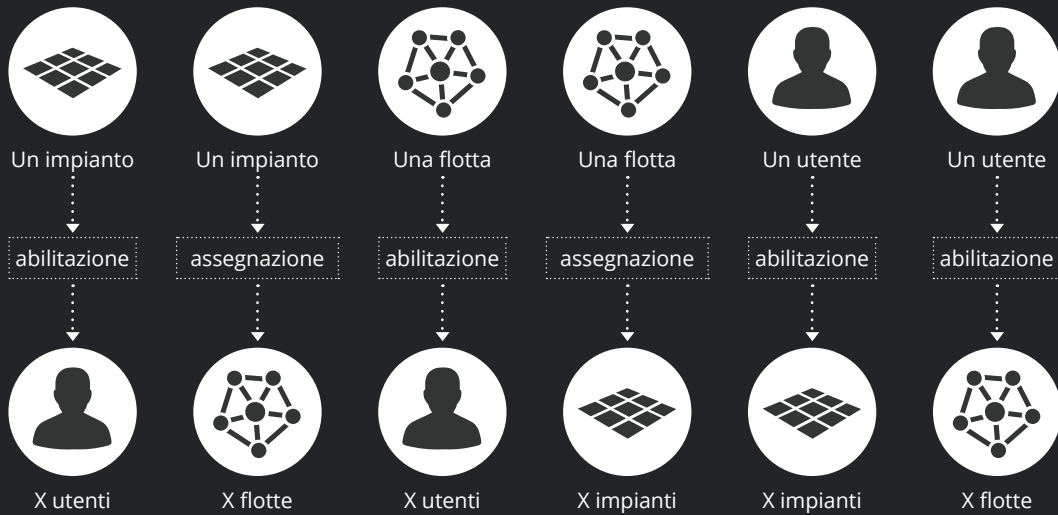 Un impianto
Un impianto
Una flotta
Una flotta
Un utente
Un utente
abilitazione
assegnazione
abilitazione
assegnazione
abilitazione
abilitazione
X utenti
X flotte
X utenti
X impianti
X impianti
X flotte